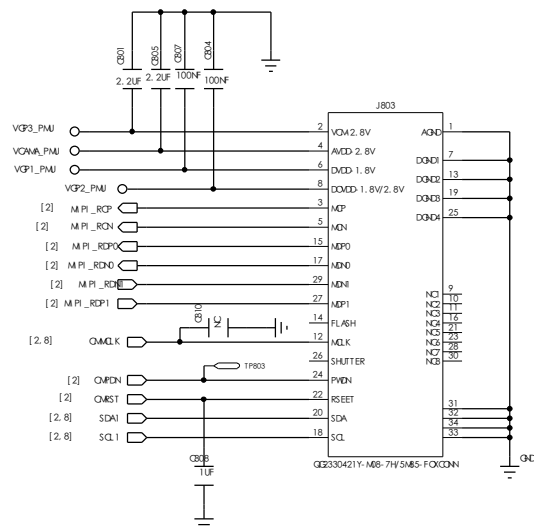 C801
C805
C807
C804
2.2UF
2.2UF
100NF
100NF
J803
VGP3_PMU
2
VCM-2.8V
AGND
1
VCAMA_PMU
4
AVDD-2.8V
VGP1_PMU
6
DVDD-1.8V
DGND1
7
VGP2_PMU
8
DOVDD-1.8V/2.8V
DGND2
13
[2] MIPI_RCP
3
MCP
DGND3
19
[2] MIPI_RCN
5
MCN
DGND4
25
[2] MIPI_RDP0
15
MDP0
[2] MIPI_RDN0
17
MDN0
[2] MIPI_RDN1
29
MDN1
[2] MIPI_RDP1
27
MDP1
NC1
9
NC2
10
NC3
11
NC4
16
NC5
21
NC6
23
NC7
28
NC8
30
C810
NC
14
FLASH
[2,8] CMMCLK
12
MCLK
26
SHUTTER
TP803
[2] CMPDN
24
PWDN
[2] CMRST
22
RSEET
31
[2,8] SDA1
20
SDA
32
34
[2,8] SCL1
18
SCL
33
C808
1UF
QG2330421Y-M08-7H/5M85-FOXCONN
GND